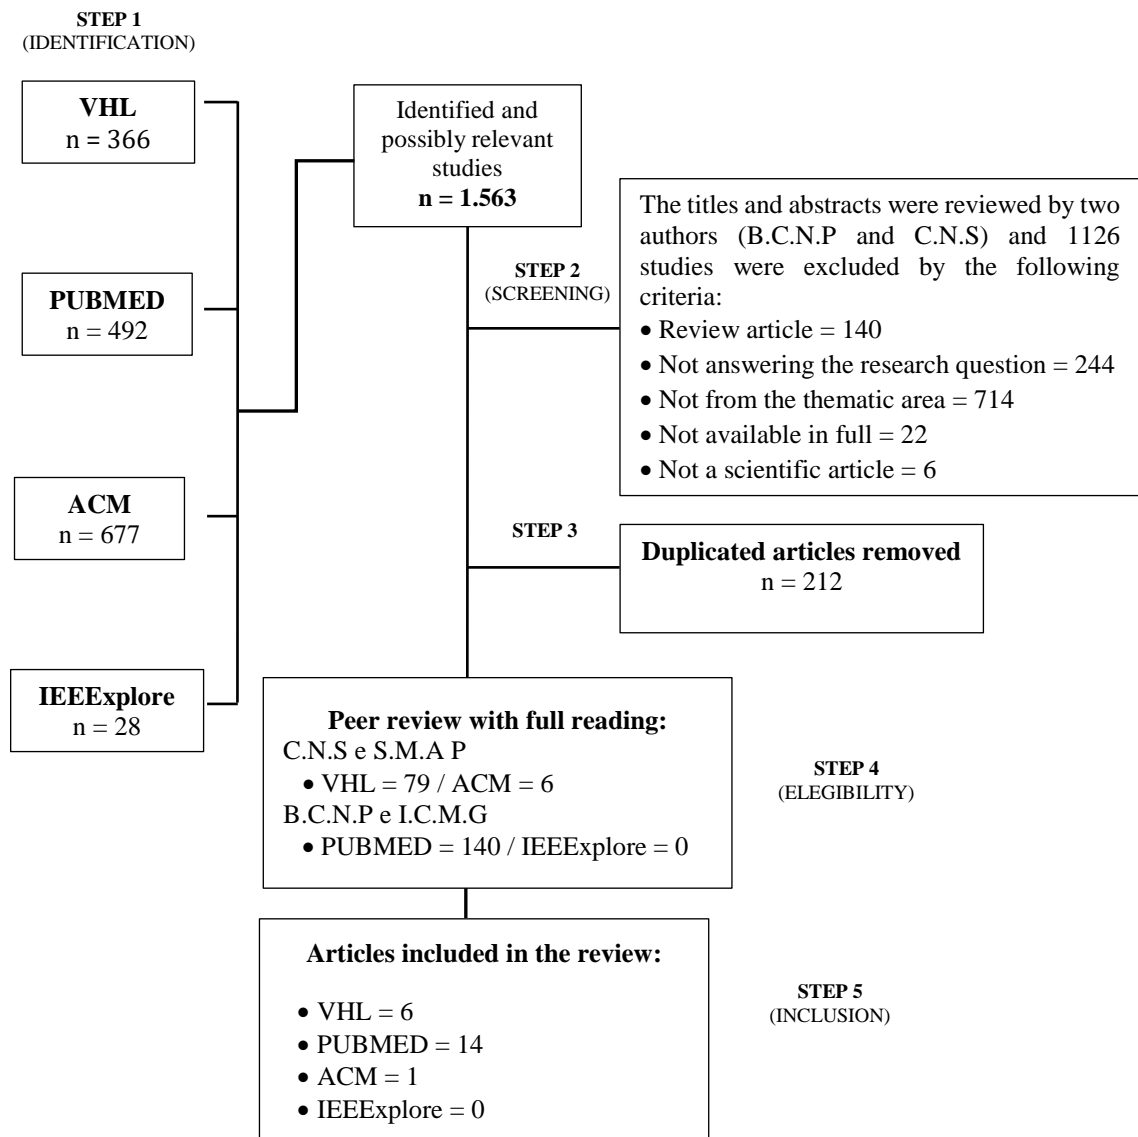 STEP 1
(IDENTIFICATION)
VHL
n = 366
PUBMED
n = 492
ACM
n = 677
IEEExplore
n = 28
Identified and
possibly relevant
studies
n = 1.563
STEP 2
(SCREENING)
The titles and abstracts were reviewed by two
authors (B.C.N.P and C.N.S) and 1126
studies were excluded by the following
criteria:
• Review article = 140
• Not answering the research question = 244
• Not from the thematic area = 714
• Not available in full = 22
• Not a scientific article = 6
STEP 3
Duplicated articles removed
n = 212
Peer review with full reading:
C.N.S e S.M.A P
• VHL = 79 / ACM = 6
B.C.N.P e I.C.M.G
• PUBMED = 140 / IEEExplore = 0
STEP 4
(ELEGIBILITY)
Articles included in the review:
• VHL = 6
• PUBMED = 14
• ACM = 1
• IEEExplore = 0
STEP 5
(INCLUSION)